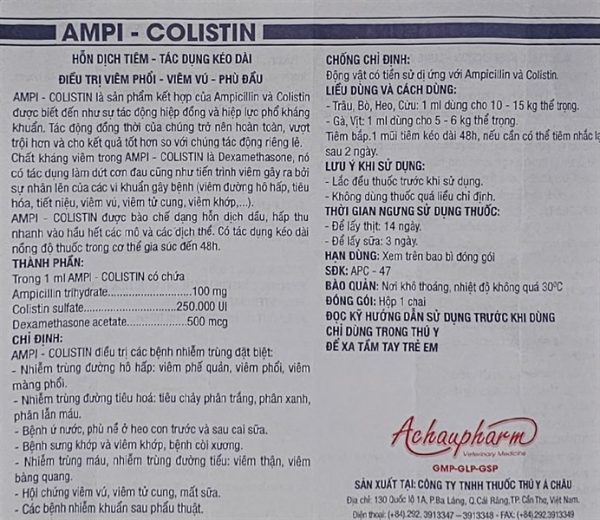 AMPI - COLISTIN
HỖN DỊCH TIÊM - TÁC DỤNG KÉO DÀI
ĐIỀU TRỊ VIÊM PHỔI - VIÊM VÚ - PHÙ ĐẦU
AMPI - COLISTIN là sản phẩm kết hợp của Ampicillin và Colistin
được biết đến như sự tác động hiệp đồng và hiệp lực phổ kháng
khuẩn. Tác động đồng thời của chúng trở nên hoàn toàn, vượt
trội hơn và cho kết quả tốt hơn so với chúng tác động riêng lẻ.
Chất kháng viêm trong AMPI - COLISTIN là Dexamethasone, nó
có tác dụng làm dứt cơn đau cũng như tiến trình viêm gây ra bởi
sự nhân lên của các vi khuẩn gây bệnh (viêm đường hô hấp, tiêu
hóa, tiết niệu, viêm vú, viêm tử cung, viêm khớp,...).
AMPI - COLISTIN được bào chế dạng hỗn dịch dầu, hấp thu
nhanh vào hầu hết các mô và các dịch thể. Có tác dụng kéo dài
nồng độ thuốc trong cơ thể gia súc đến 48h.
THÀNH PHẦN:
Trong 1 ml AMPI - COLISTIN có chứa
Ampicillin trihydrate....................100 mg
Colistin sulfate....................250.000 UI
Dexamethasone acetate....................500 mcg
CHỈ ĐỊNH:
AMPI - COLISTIN điều trị các bệnh nhiễm trùng đặt biệt:
- Nhiễm trùng đường hô hấp: viêm phế quản, viêm phổi, viêm
màng phổi.
- Nhiễm trùng đường tiêu hoá: tiêu chảy phân trắng, phân xanh,
phân lẫn máu.
- Bệnh ứ nước, phù nề ở heo con trước và sau cai sữa.
- Bệnh sưng khớp và viêm khớp, bệnh còi xương.
- Nhiễm trùng máu, nhiễm trùng đường tiểu: viêm thận, viêm
bàng quang.
- Hội chứng viêm vú, viêm tử cung, mất sữa.
- Các bệnh nhiễm khuẩn sau phẩu thuật.
CHỐNG CHỈ ĐỊNH:
Động vật có tiền sử dị ứng với Ampicillin và Colistin.
LIỀU DÙNG VÀ CÁCH DÙNG:
- Trâu, Bò, Heo, Cừu: 1 ml dùng cho 10 - 15 kg thể trọng.
- Gà, Vịt: 1 ml dùng cho 5 - 6 kg thể trọng.
Tiêm bắp.1 mũi tiêm kéo dài 48h, nếu cần có thể tiêm nhắc lạ
sau 2 ngày.
LƯU Ý KHI SỬ DỤNG:
- Lắc đều thuốc trước khi sử dụng.
- Không dùng thuốc quá liều chỉ định.
THỜI GIAN NGƯNG SỬ DỤNG THUỐC:
- Để lấy thịt: 14 ngày.
- Để lấy sữa: 3 ngày.
HẠN DÙNG: Xem trên bao bì đóng gói
SĐK: APC - 47
BẢO QUẢN: Nơi khô thoáng, nhiệt độ không quá 30ºC
ĐÓNG GÓI: Hộp 1 chai
ĐỌC KỸ HƯỚNG DẪN SỬ DỤNG TRƯỚC KHI DÙNG
CHỈ DÙNG TRONG THÚ Y
ĐỂ XA TẦM TAY TRẺ EM
Achaupharm
Veterinary Medicine
GMP-GLP-GSP
SẢN XUẤT TẠI: CÔNG TY TNHH THUỐC THÚ Y Á CHÂU
Địa chỉ: 130 Quốc lộ 1A, P.Ba Láng, Q.Cái Răng,TP. Cần Thơ, Việt Nam.
Điện thoại: (+84)292. 3913347 - 3913348 - FAX: (+84)292.3913349